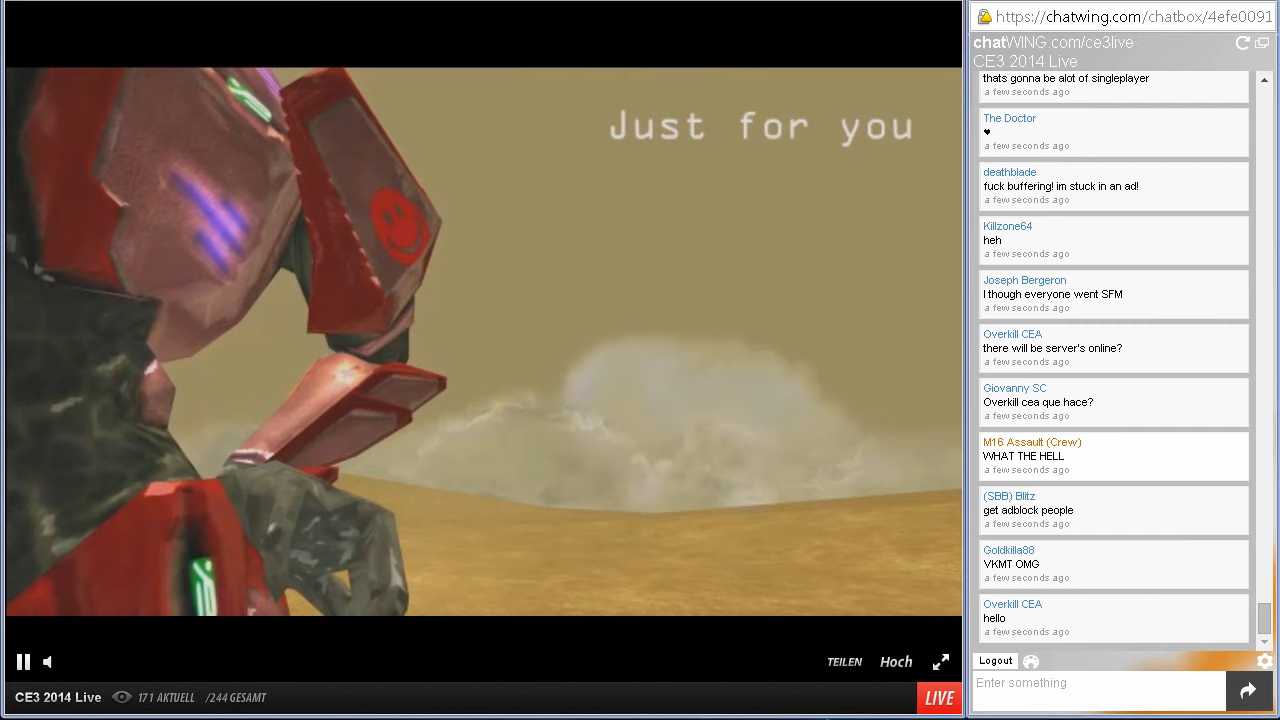 Just for you
TEILEN
Hoch
CE3 2014 Live
171 AKTUELL
/244 GESAMT
LIVE
https://chatwing.com/chatbox/4efe0091
chatWING.com/ce3live
CE3 2014 Live
thats gonna be alot of singleplayer
a few seconds ago
The Doctor
♥
a few seconds ago
deathblade
fuck buffering! im stuck in an ad!
a few seconds ago
Killzone64
heh
a few seconds ago
Joseph Bergeron
I though everyone went SFM
a few seconds ago
Overkill CEA
there will be server's online?
a few seconds ago
Giovanny SC
Overkill cea que hace?
a few seconds ago
M16 Assault (Crew)
WHAT THE HELL
a few seconds ago
(SBB) Blitz
get adblock people
a few seconds ago
Goldkilla88
YKMT OMG
a few seconds ago
Overkill CEA
hello
a few seconds ago
Logout
Enter something